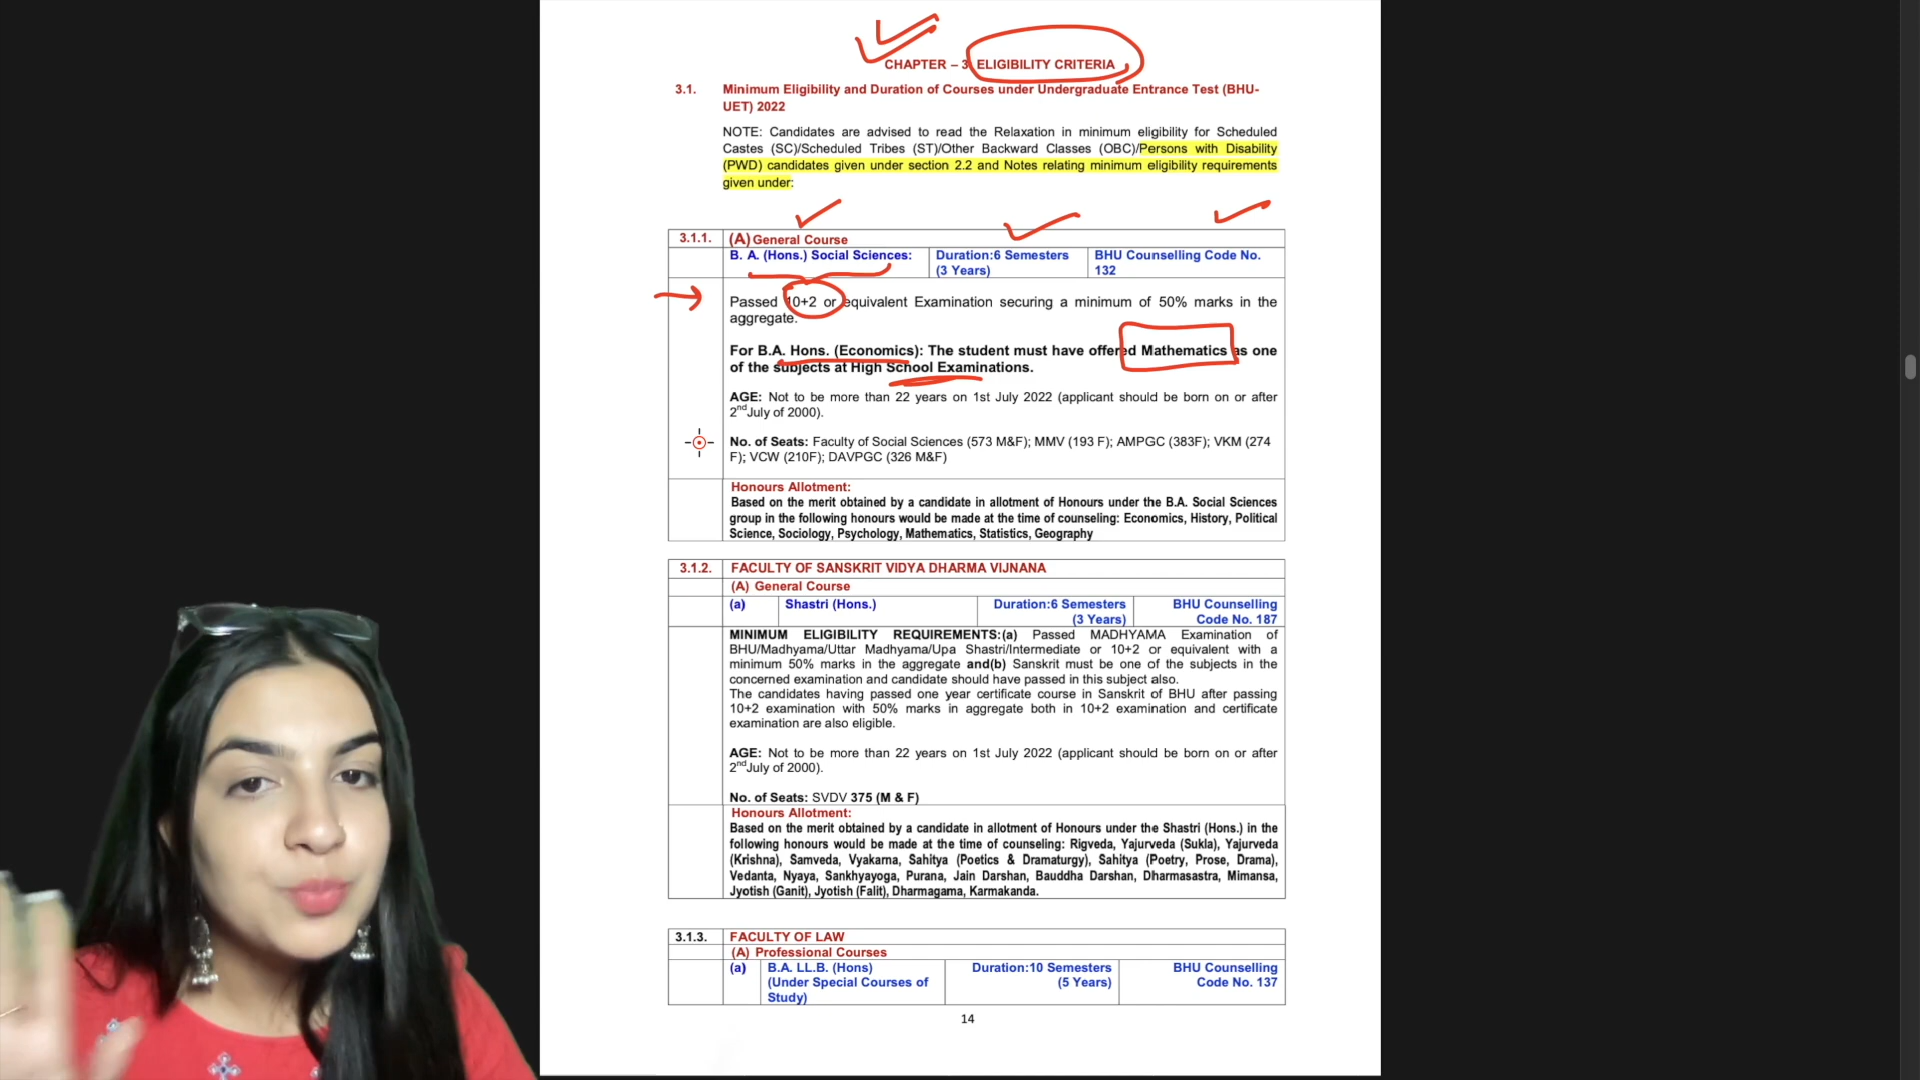 CHAPTER – 3 ELIGIBILITY CRITERIA
3.1. Minimum Eligibility and Duration of Courses under Undergraduate Entrance Test (BHU-
UET) 2022
NOTE: Candidates are advised to read the Relaxation in minimum eligibility for Scheduled
Castes (SC)/Scheduled Tribes (ST)/Other Backward Classes (OBC)/Persons with Disability
(PWD) candidates given under section 2.2 and Notes relating minimum eligibility requirements
given under:
3.1.1. (A) General Course
B. A. (Hons.) Social Sciences: Duration:6 Semesters BHU Counselling Code No.
(3 Years) 132
Passed 10+2 or equivalent Examination securing a minimum of 50% marks in the
aggregate.
For B.A. Hons. (Economics): The student must have offered Mathematics as one
of the subjects at High School Examinations.
AGE: Not to be more than 22 years on 1st July 2022 (applicant should be born on or after
2nd July of 2000).
No. of Seats: Faculty of Social Sciences (573 M&F); MMV (193 F); AMPGC (383F); VKM (274
F); VCW (210F); DAVPGC (326 M&F)
Honours Allotment:
Based on the merit obtained by a candidate in allotment of Honours under the B.A. Social Sciences
group in the following honours would be made at the time of counseling: Economics, History, Political
Science, Sociology, Psychology, Mathematics, Statistics, Geography
3.1.2. FACULTY OF SANSKRIT VIDYA DHARMA VIJNANA
(A) General Course
(a) Shastri (Hons.) Duration:6 Semesters BHU Counselling
(3 Years) Code No. 187
MINIMUM ELIGIBILITY REQUIREMENTS:(a) Passed MADHYAMA Examination of
BHU/Madhyama/Uttar Madhyama/Upa Shastri/Intermediate or 10+2 or equivalent with a
minimum 50% marks in the aggregate and(b) Sanskrit must be one of the subjects in the
concerned examination and candidate should have passed in this subject also.
The candidates having passed one year certificate course in Sanskrit of BHU after passing
10+2 examination with 50% marks in aggregate both in 10+2 examination and certificate
examination are also eligible.
AGE: Not to be more than 22 years on 1st July 2022 (applicant should be born on or after
2nd July of 2000).
No. of Seats: SVDV 375 (M & F)
Honours Allotment:
Based on the merit obtained by a candidate in allotment of Honours under the Shastri (Hons.) in the
following honours would be made at the time of counseling: Rigveda, Yajurveda (Sukla), Yajurveda
(Krishna), Samveda, Vyakarna, Sahitya (Poetics & Dramaturgy), Sahitya (Poetry, Prose, Drama),
Vedanta, Nyaya, Sankhyayoga, Purana, Jain Darshan, Bauddha Darshan, Dharmasastra, Mimansa,
Jyotish (Ganit), Jyotish (Falit), Dharmagama, Karmakanda.
3.1.3. FACULTY OF LAW
(A) Professional Courses
(a) B.A. LL.B. (Hons) Duration:10 Semesters BHU Counselling
(Under Special Courses of (5 Years) Code No. 137
Study)
14